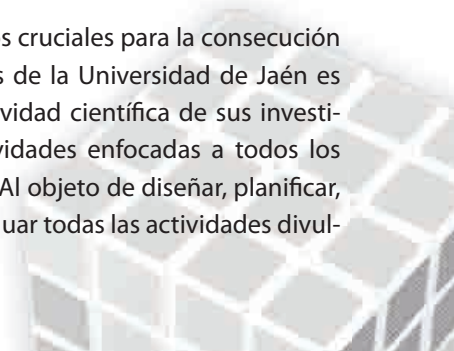 os cruciales para la consecución
s de la Universidad de Jaén es
vidad científica de sus investi-
vidades enfocadas a todos los
Al objeto de diseñar, planificar,
uar todas las actividades divul-